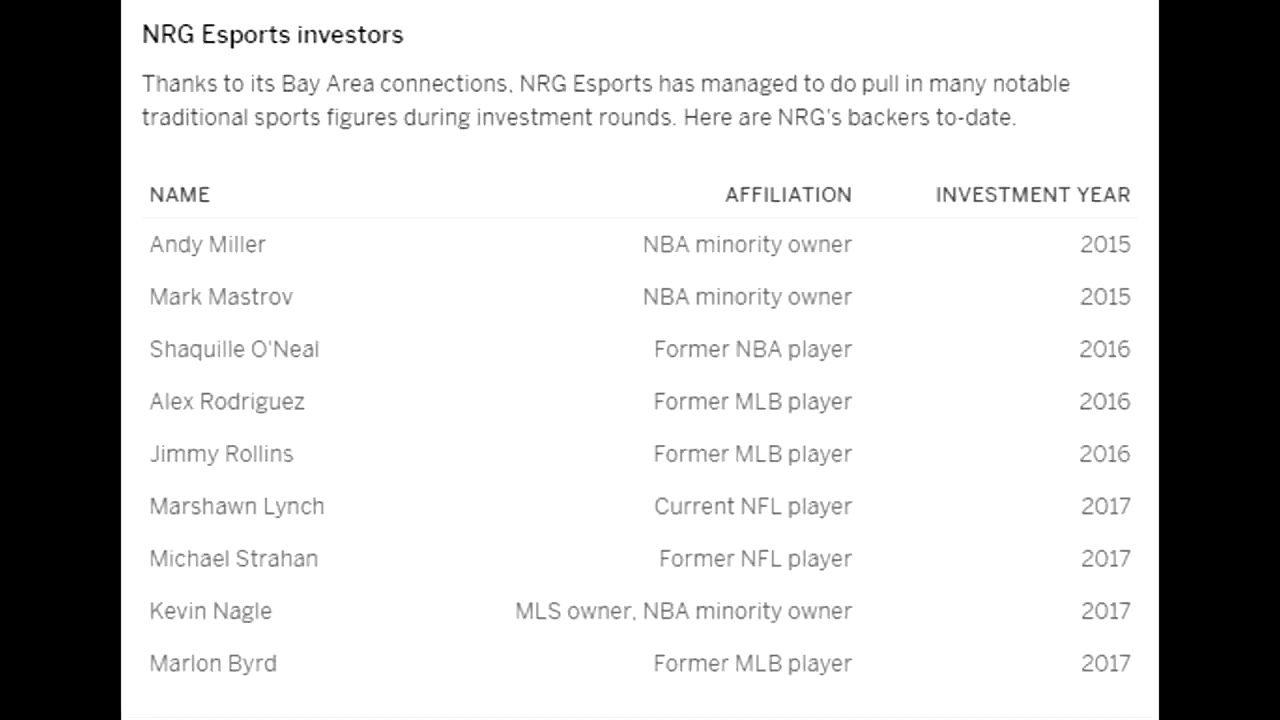 NRG Esports investors
Thanks to its Bay Area connections, NRG Esports has managed to do pull in many notable
traditional sports figures during investment rounds. Here are NRG's backers to-date.
NAME AFFILIATION INVESTMENT YEAR
Andy Miller NBA minority owner 2015
Mark Mastrov NBA minority owner 2015
Shaquille O'Neal Former NBA player 2016
Alex Rodriguez Former MLB player 2016
Jimmy Rollins Former MLB player 2016
Marshawn Lynch Current NFL player 2017
Michael Strahan Former NFL player 2017
Kevin Nagle MLS owner, NBA minority owner 2017
Marlon Byrd Former MLB player 2017